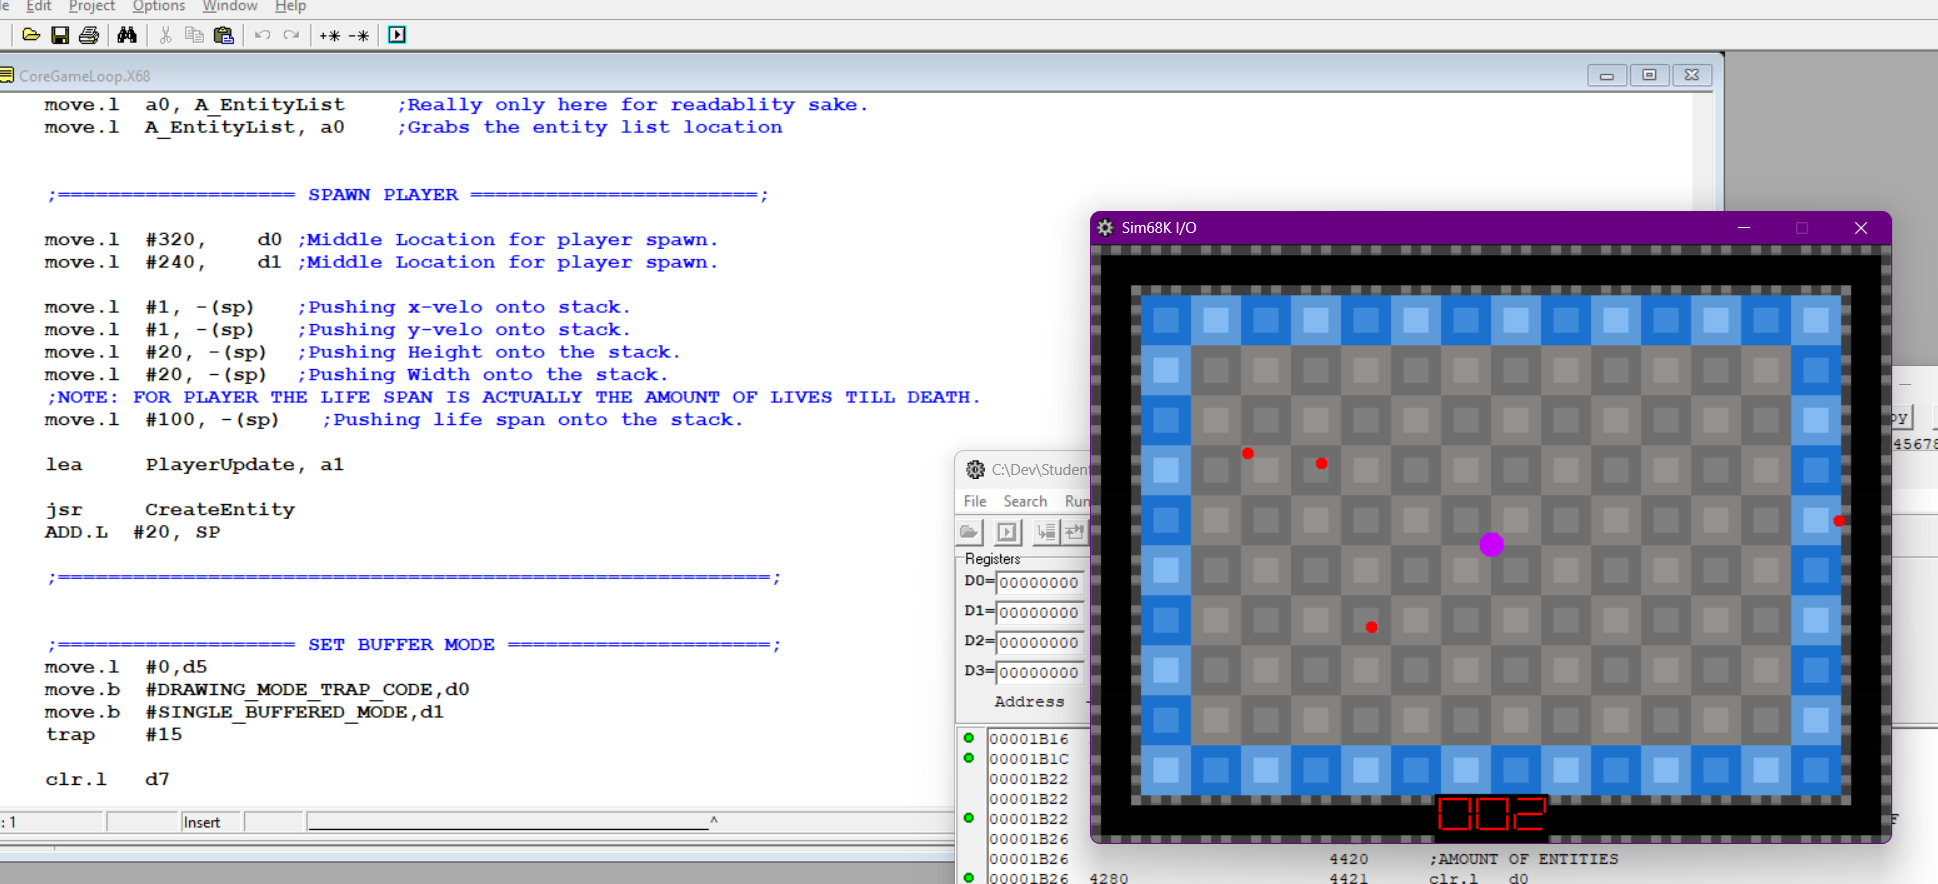 Edit Project Options Window Help
CoreGameLoop.X68
move.l a0, A_EntityList ;Really only here for readablity sake.
move.l A_EntityList, a0 ;Grabs the entity list location
;=================== SPAWN PLAYER =======================;
move.l #320, d0 ;Middle Location for player spawn.
move.l #240, d1 ;Middle Location for player spawn.
move.l #1, -(sp) ;Pushing x-velo onto stack.
move.l #1, -(sp) ;Pushing y-velo onto stack.
move.l #20, -(sp) ;Pushing Height onto the stack.
move.l #20, -(sp) ;Pushing Width onto the stack.
;NOTE: FOR PLAYER THE LIFE SPAN IS ACTUALLY THE AMOUNT OF LIVES TILL DEATH.
move.l #100, -(sp) ;Pushing life span onto the stack.
lea PlayerUpdate, a1
jsr CreateEntity
ADD.L #20, SP
;=========================================================;
;=================== SET BUFFER MODE =====================;
move.l #0,d5
move.b #DRAWING_MODE_TRAP_CODE,d0
move.b #SINGLE_BUFFERED_MODE,d1
trap #15
clr.l d7
: 1 Insert
Sim68K I/O
002
C:\Dev\Student
File Search Run
Registers
D0= 00000000
D1= 00000000
D2= 00000000
D3= 00000000
Address
00001B16
00001B1C
00001B22
00001B22
00001B22
00001B26
00001B26 4420 ;AMOUNT OF ENTITIES
00001B26 4280 4421 clr.l d0
45678